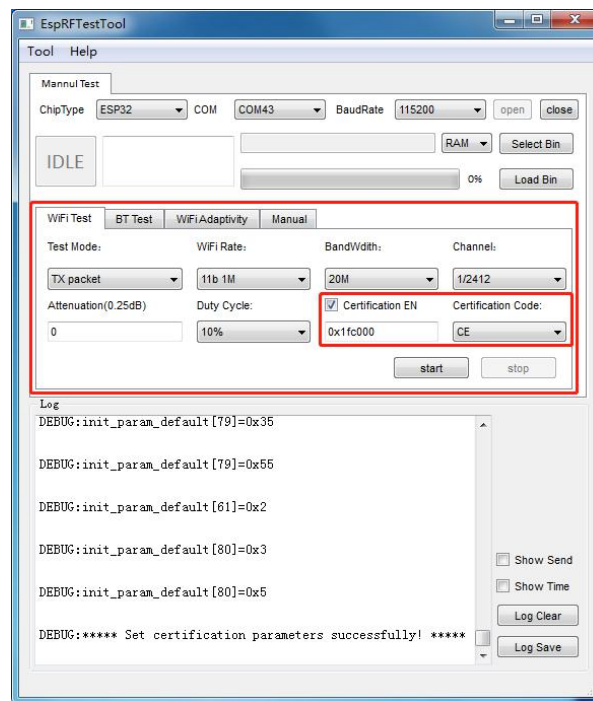 EspRFTestTool
Tool Help
Mannul Test
ChipType ESP32 COM COM43 BaudRate 115200 open close
IDLE
RAM Select Bin
0% Load Bin
WiFi Test BT Test WiFi Adaptivity Manual
Test Mode: WiFi Rate: BandWdith: Channel:
TX packet 11b 1M 20M 1/2412
Attenuation(0.25dB) Duty Cycle: Certification EN Certification Code:
0 10% 0x1fc000 CE
start stop
Log
DEBUG:init_param_default[79]=0x35
DEBUG:init_param_default[79]=0x55
DEBUG:init_param_default[61]=0x2
DEBUG:init_param_default[80]=0x3
Show Send
DEBUG:init_param_default[80]=0x5
Show Time
Log Clear
DEBUG:***** Set certification parameters successfully! *****
Log Save